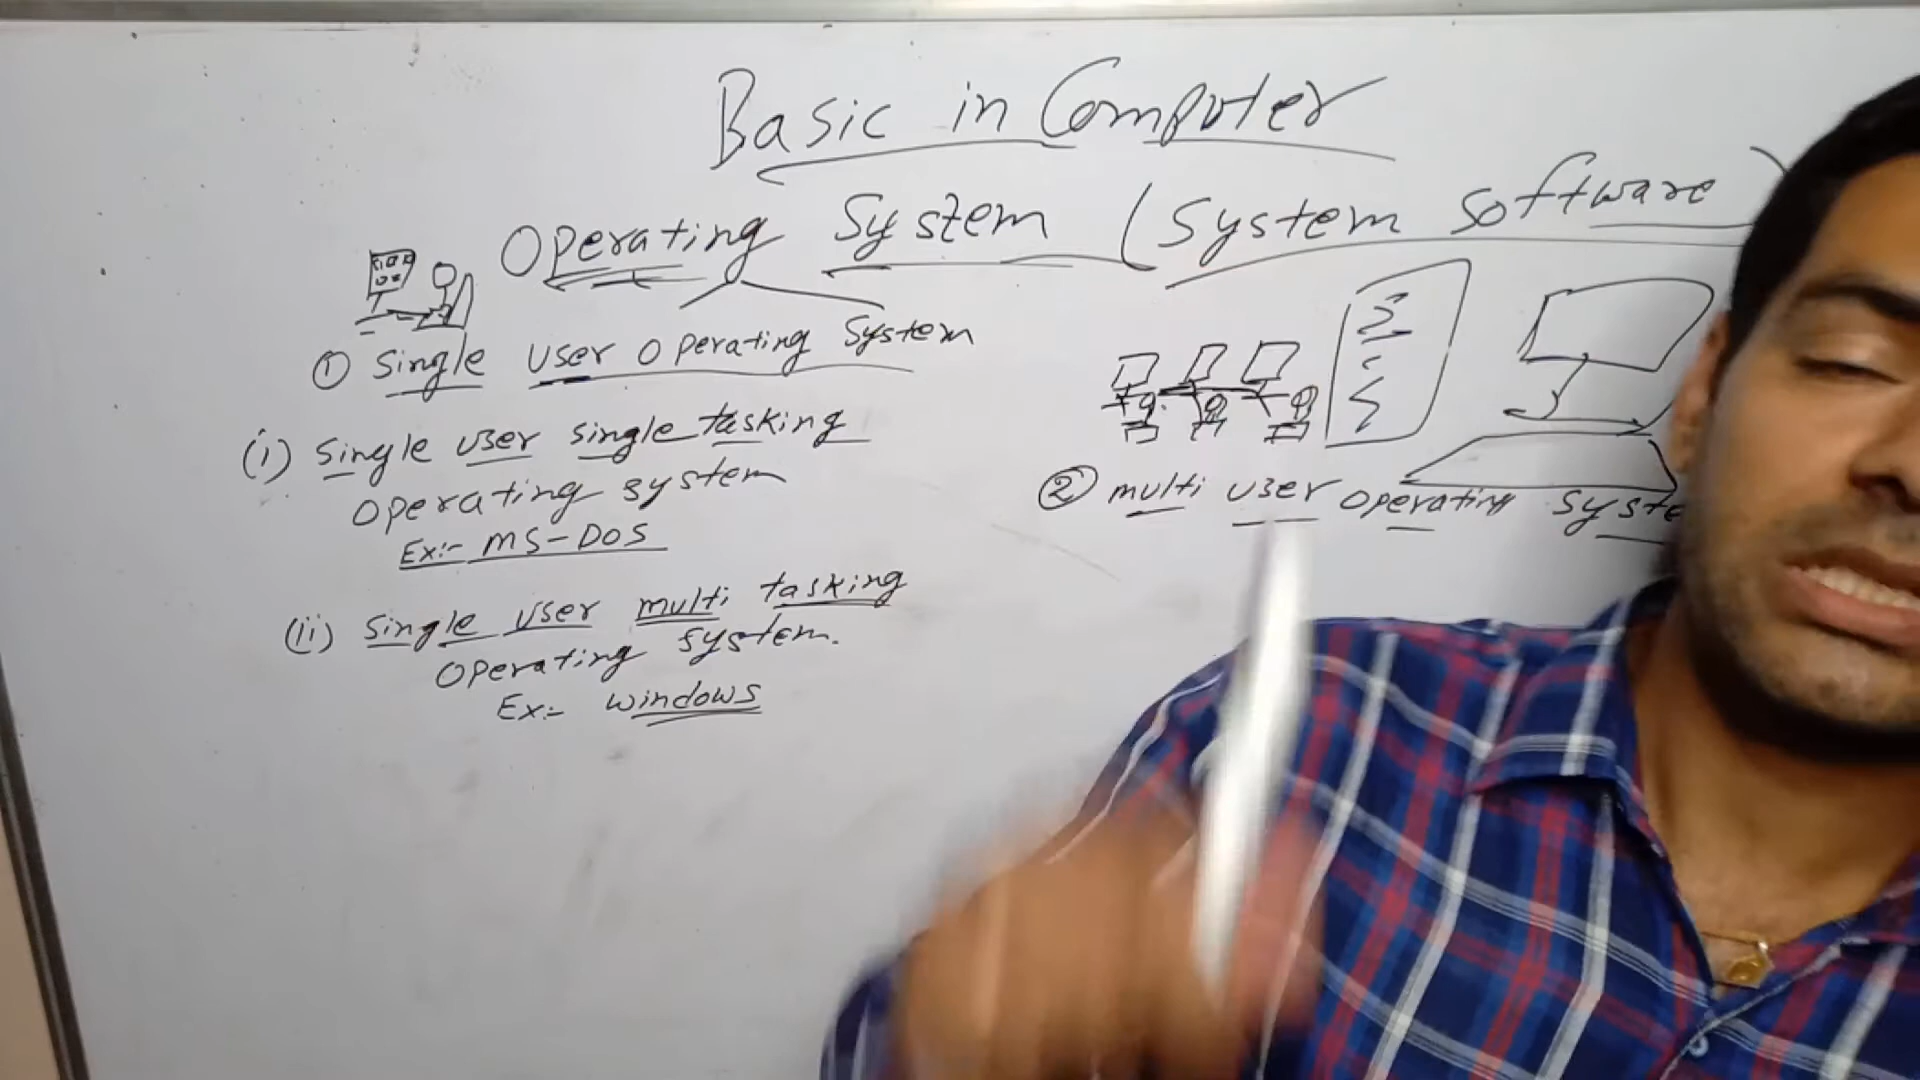 Basic in Computer
Operating System (System Software)
① Single User Operating System
(i) Single user single tasking
operating system
Ex:- MS-DOS
(ii) Single user multi tasking
operating system.
Ex:- windows
② multi user operating Syste